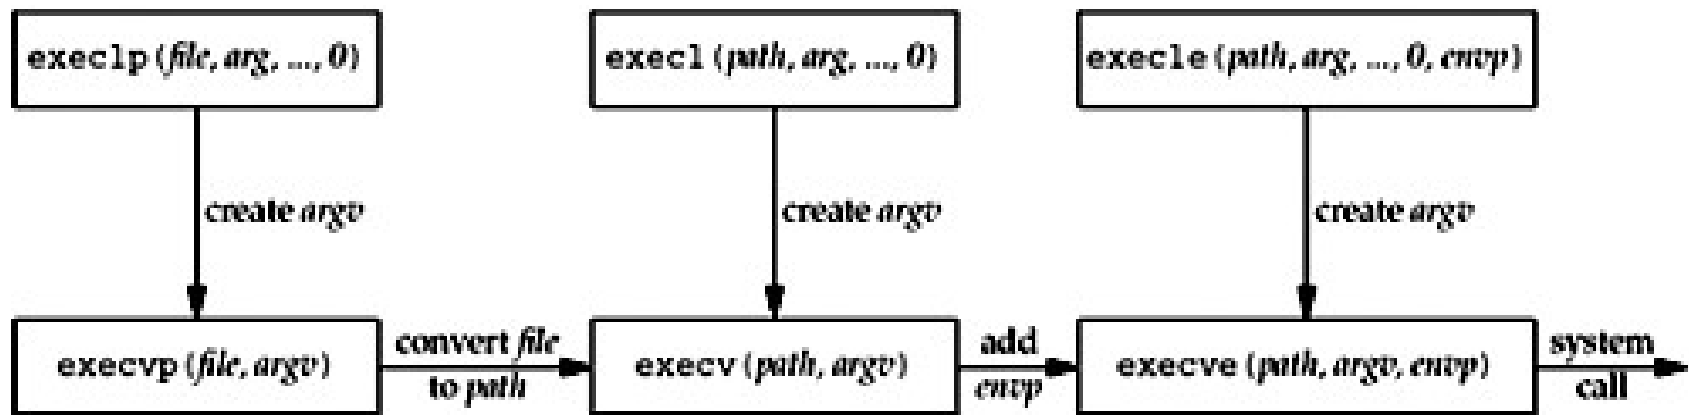 execlp(file, arg, ..., 0)
execl(path, arg, ..., 0)
execle(path, arg, ..., 0, envp)
create argv
create argv
create argv
execvp(file, argv)
convert file
to path
execv(path, argv)
add
envp
execve(path, argv, envp)
system
call